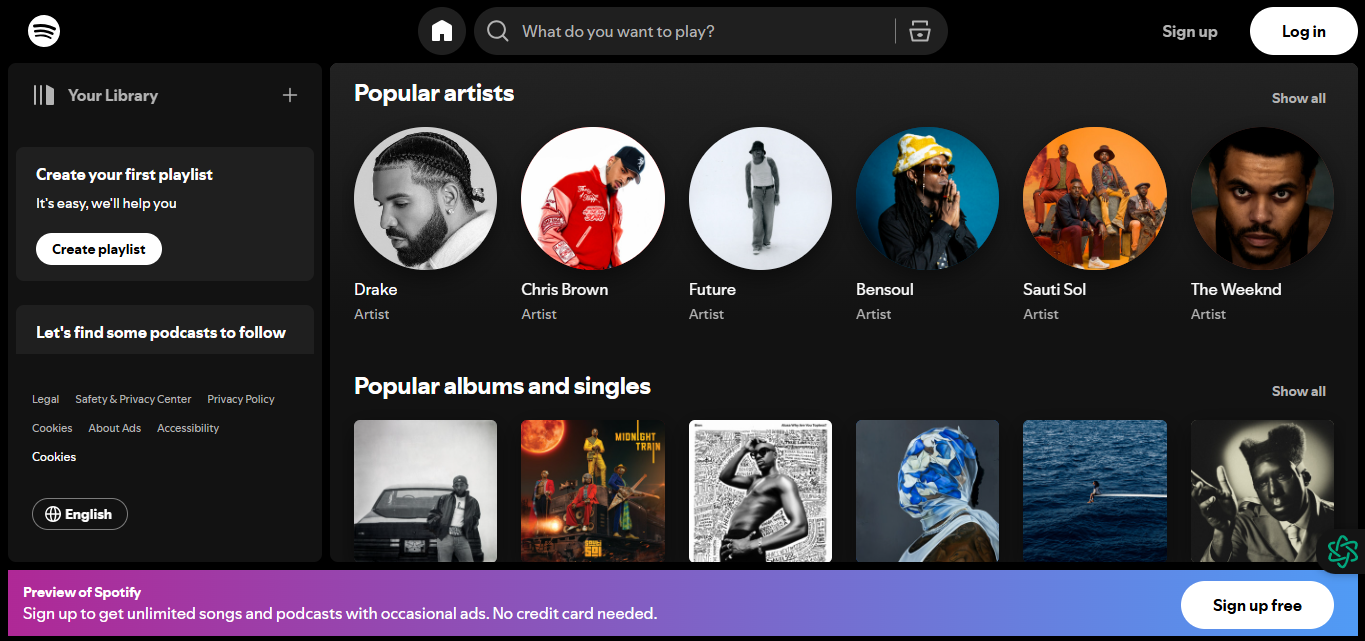 What do you want to play?
Sign up
Log in
Your Library
Create your first playlist
It's easy, we'll help you
Create playlist
Let's find some podcasts to follow
Legal Safety & Privacy Center Privacy Policy
Cookies About Ads Accessibility
Cookies
English
Popular artists
Show all
Drake
Artist
Chris Brown
Artist
Future
Artist
Bensoul
Artist
Sauti Sol
Artist
The Weeknd
Artist
Popular albums and singles
Show all
MIDNIGHT
TRAIN
SAUTI
SOL
Preview of Spotify
Sign up to get unlimited songs and podcasts with occasional ads. No credit card needed.
Sign up free